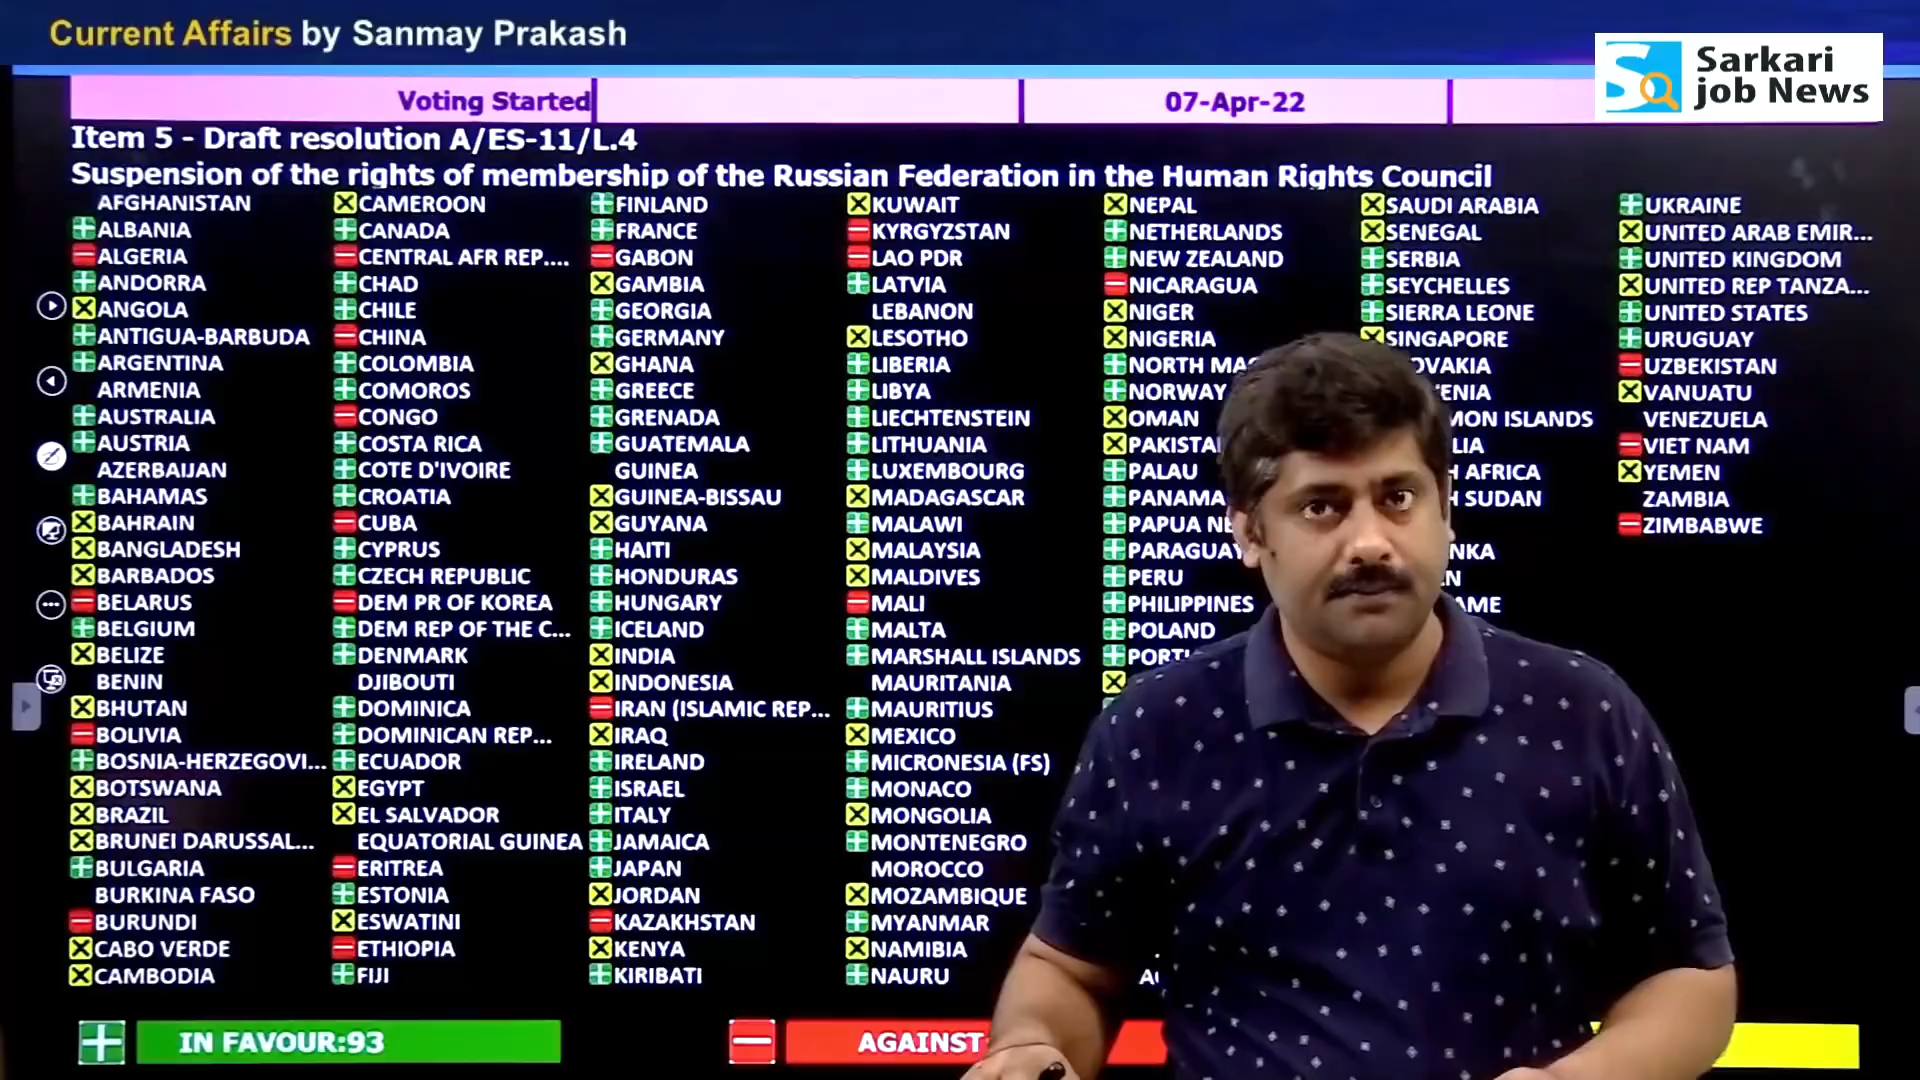 Current Affairs by Sanmay Prakash
Sarkari
job News
Voting Started
07-Apr-22
Item 5 - Draft resolution A/ES-11/L.4
Suspension of the rights of membership of the Russian Federation in the Human Rights Council
AFGHANISTAN
ALBANIA
ALGERIA
ANDORRA
ANGOLA
ANTIGUA-BARBUDA
ARGENTINA
ARMENIA
AUSTRALIA
AUSTRIA
AZERBAIJAN
BAHAMAS
BAHRAIN
BANGLADESH
BARBADOS
BELARUS
BELGIUM
BELIZE
BENIN
BHUTAN
BOLIVIA
BOSNIA-HERZEGOVI...
BOTSWANA
BRAZIL
BRUNEI DARUSSAL...
BULGARIA
BURKINA FASO
BURUNDI
CABO VERDE
CAMBODIA
CAMEROON
CANADA
CENTRAL AFR REP....
CHAD
CHILE
CHINA
COLOMBIA
COMOROS
CONGO
COSTA RICA
COTE D'IVOIRE
CROATIA
CUBA
CYPRUS
CZECH REPUBLIC
DEM PR OF KOREA
DEM REP OF THE C...
DENMARK
DJIBOUTI
DOMINICA
DOMINICAN REP...
ECUADOR
EGYPT
EL SALVADOR
EQUATORIAL GUINEA
ERITREA
ESTONIA
ESWATINI
ETHIOPIA
FIJI
FINLAND
FRANCE
GABON
GAMBIA
GEORGIA
GERMANY
GHANA
GREECE
GRENADA
GUATEMALA
GUINEA
GUINEA-BISSAU
GUYANA
HAITI
HONDURAS
HUNGARY
ICELAND
INDIA
INDONESIA
IRAN (ISLAMIC REP...
IRAQ
IRELAND
ISRAEL
ITALY
JAMAICA
JAPAN
JORDAN
KAZAKHSTAN
KENYA
KIRIBATI
KUWAIT
KYRGYZSTAN
LAO PDR
LATVIA
LEBANON
LESOTHO
LIBERIA
LIBYA
LIECHTENSTEIN
LITHUANIA
LUXEMBOURG
MADAGASCAR
MALAWI
MALAYSIA
MALDIVES
MALI
MALTA
MARSHALL ISLANDS
MAURITANIA
MAURITIUS
MEXICO
MICRONESIA (FS)
MONACO
MONGOLIA
MONTENEGRO
MOROCCO
MOZAMBIQUE
MYANMAR
NAMIBIA
NAURU
NEPAL
NETHERLANDS
NEW ZEALAND
NICARAGUA
NIGER
NIGERIA
NORTH
NORWAY
OMAN
PALAU
PANAMA
PAPUA
PARAGUAY
PERU
PHILIPPINES
POLAND
SAUDI ARABIA
SENEGAL
SERBIA
SEYCHELLES
SIERRA LEONE
SINGAPORE
ISLANDS
AFRICA
SUDAN
UKRAINE
UNITED ARAB EMIR...
UNITED KINGDOM
UNITED REP TANZA...
UNITED STATES
URUGUAY
UZBEKISTAN
VANUATU
VENEZUELA
VIET NAM
YEMEN
ZAMBIA
ZIMBABWE
IN FAVOUR:93
AGAINST